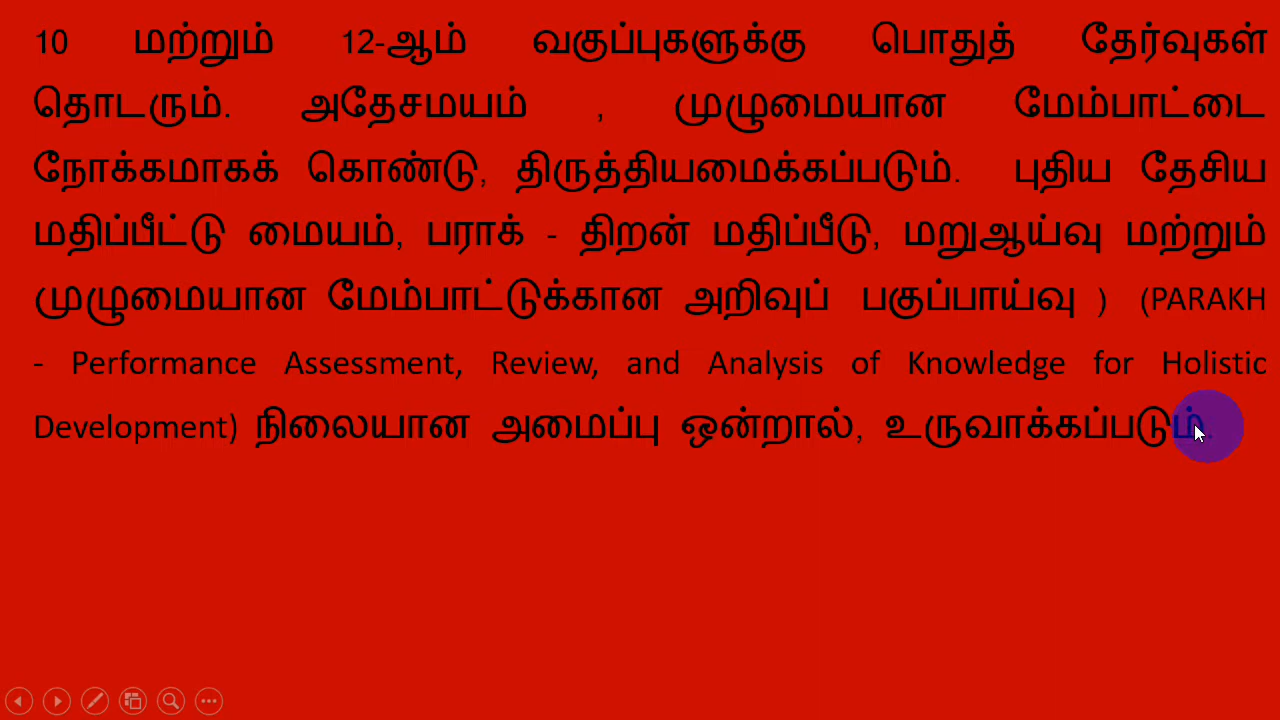 10 மற்றும் 12-ஆம் வகுப்புகளுக்கு பொதுத் தேர்வுகள்
தொடரும். அதேசமயம் , முழுமையான மேம்பாட்டை
நோக்கமாகக் கொண்டு, திருத்தியமைக்கப்படும். புதிய தேசிய
மதிப்பீட்டு மையம், பராக் - திறன் மதிப்பீடு, மறுஆய்வு மற்றும்
முழுமையான மேம்பாட்டுக்கான அறிவுப் பகுப்பாய்வு ) (PARAKH
- Performance Assessment, Review, and Analysis of Knowledge for Holistic
Development) நிலையான அமைப்பு ஒன்றால், உருவாக்கப்படும்.